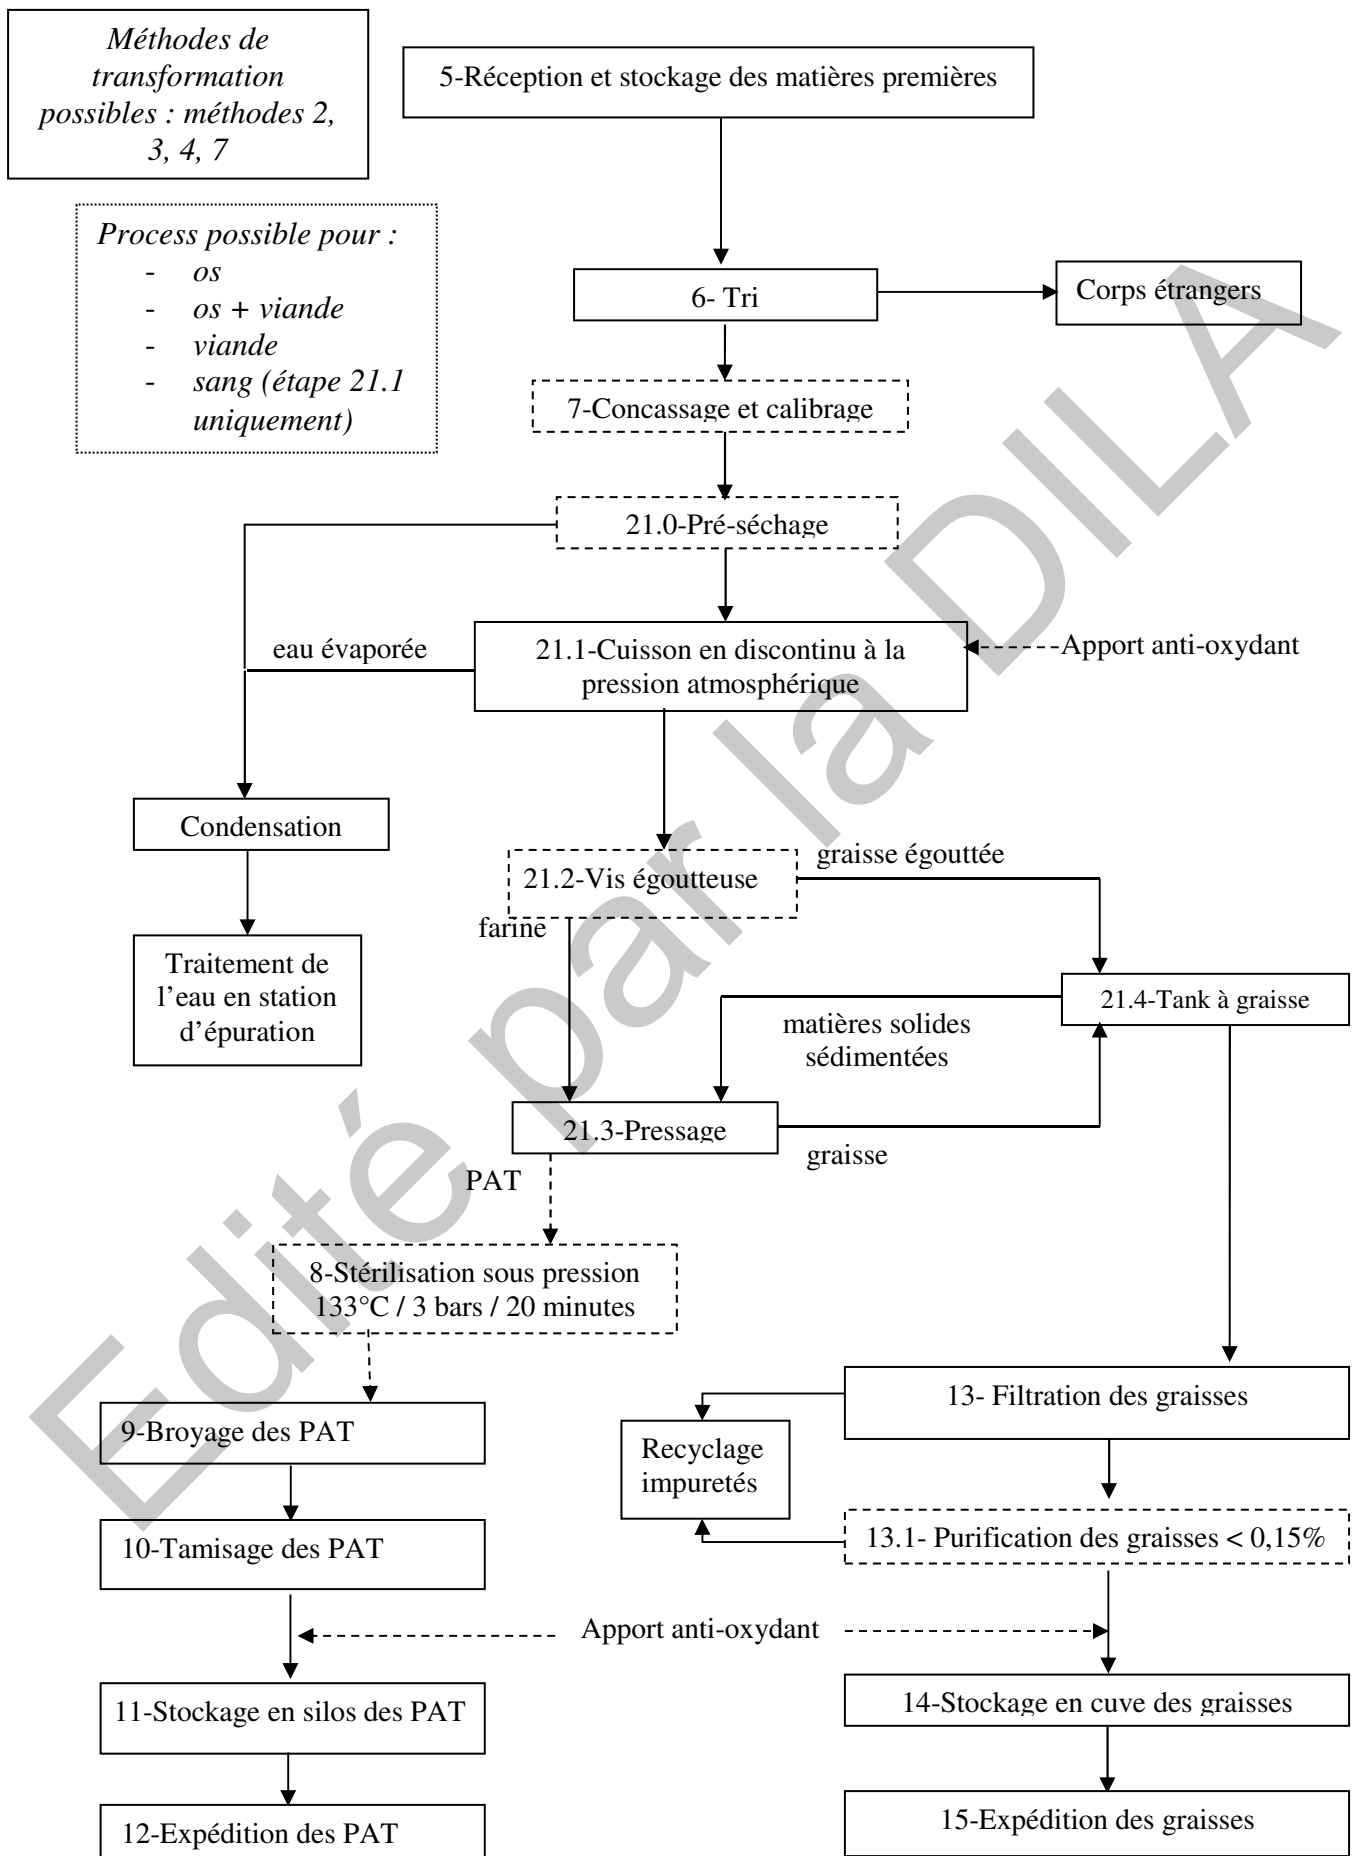 Méthodes de
transformation
possibles : méthodes 2,
3, 4, 7
5-Réception et stockage des matières premières
Process possible pour :
- os
- os + viande
- viande
- sang (étape 21.1
uniquement)
6- Tri
Corps étrangers
7-Concassage et calibrage
21.0-Pré-séchage
eau évaporée
21.1-Cuisson en discontinu à la
pression atmosphérique
Apport anti-oxydant
Condensation
21.2-Vis égoutteuse
graisse égouttée
farine
Traitement de
l'eau en station
d'épuration
21.4-Tank à graisse
matières solides
sédimentées
21.3-Pressage
graisse
PAT
8-Stérilisation sous pression
133°C / 3 bars / 20 minutes
13- Filtration des graisses
9-Broyage des PAT
Recyclage
impuretés
10-Tamisage des PAT
13.1- Purification des graisses < 0,15%
Apport anti-oxydant
11-Stockage en silos des PAT
14-Stockage en cuve des graisses
12-Expédition des PAT
15-Expédition des graisses
Edité par la DILA